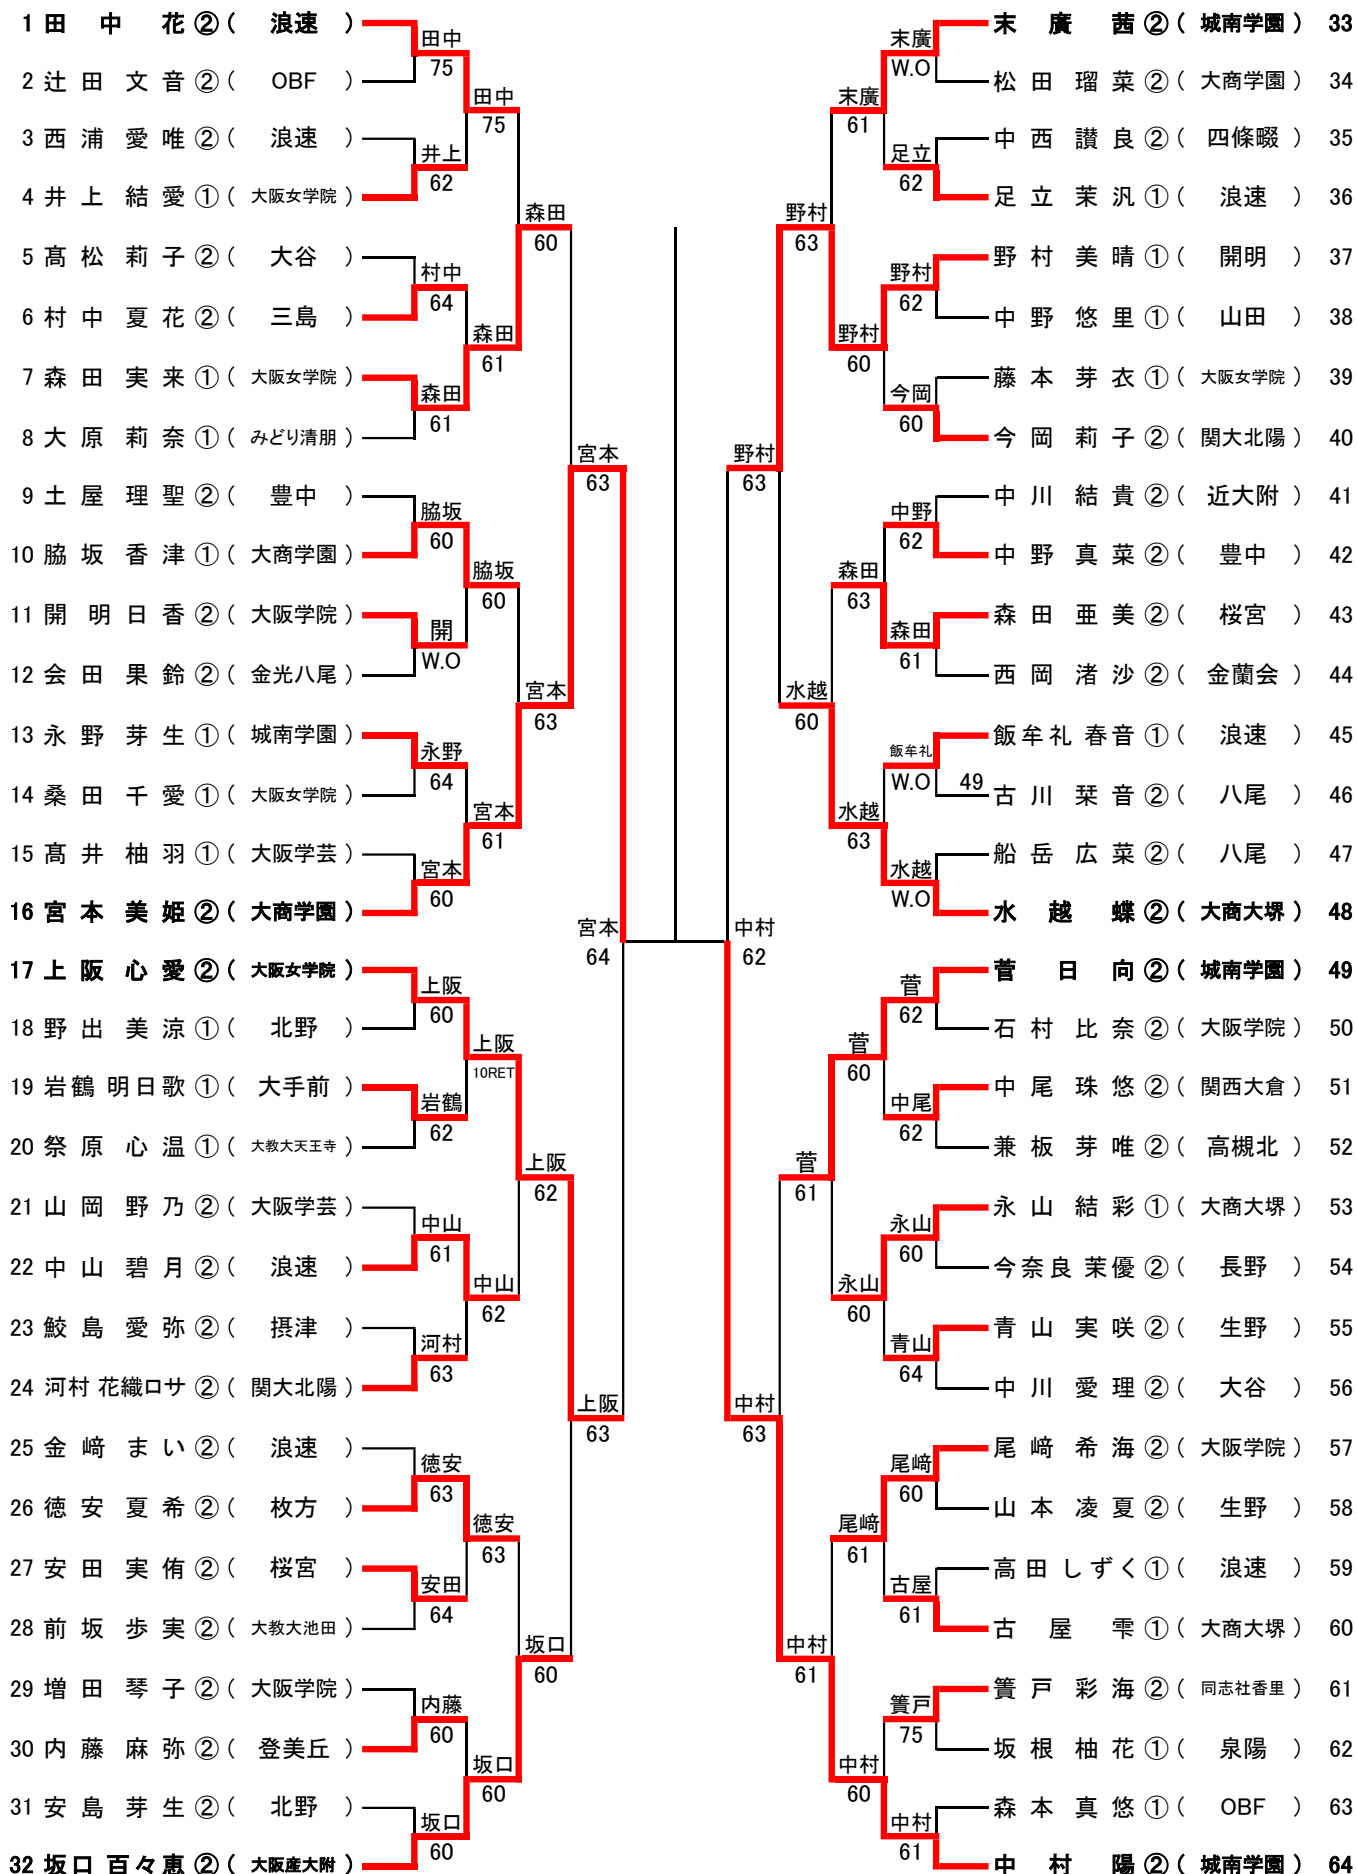 1 田中 花 ② ( 浪速 )
2 辻田 文音 ② ( OBF )
3 西浦 愛唯 ② ( 浪速 )
4 井上 結愛 ① ( 大阪女学院 )
5 髙松 莉子 ② ( 大谷 )
6 村中 夏花 ② ( 三島 )
7 森田 実来 ① ( 大阪女学院 )
8 大原 莉奈 ① ( みどり清朋 )
9 土屋 理聖 ② ( 豊中 )
10 脇坂 香津 ① ( 大商学園 )
11 開 明日香 ② ( 大阪学院 )
12 会田 果鈴 ② ( 金光八尾 )
13 永野 芽生 ① ( 城南学園 )
14 桑田 千愛 ① ( 大阪女学院 )
15 髙井 柚羽 ① ( 大阪学芸 )
16 宮本 美姫 ② ( 大商学園 )
17 上阪 心愛 ② ( 大阪女学院 )
18 野出 美涼 ① ( 北野 )
19 岩鶴 明日歌 ① ( 大手前 )
20 祭原 心温 ① ( 大教大天王寺 )
21 山岡 野乃 ② ( 大阪学芸 )
22 中山 碧月 ② ( 浪速 )
23 鮫島 愛弥 ② ( 摂津 )
24 河村 花織ロサ ② ( 関大北陽 )
25 金﨑 まい ② ( 浪速 )
26 徳安 夏希 ② ( 枚方 )
27 安田 実侑 ② ( 桜宮 )
28 前坂 歩実 ② ( 大教大池田 )
29 増田 琴子 ② ( 大阪学院 )
30 内藤 麻弥 ② ( 登美丘 )
31 安島 芽生 ② ( 北野 )
32 坂口 百々恵 ② ( 大阪産大附 )
田中
75
井上
62
村中
64
森田
61
脇坂
60
開
W.O
永野
64
宮本
60
上阪
60
岩鶴
62
中山
61
河村
63
徳安
63
安田
64
内藤
60
坂口
60
田中
75
森田
61
脇坂
60
宮本
61
上阪
10RET
中山
62
徳安
63
坂口
60
森田
60
宮本
63
上阪
62
坂口
60
宮本
63
上阪
63
宮本
64
中村
62
野村
63
中村
63
野村
63
水越
60
菅
61
中村
61
末廣
61
野村
60
森田
63
水越
63
菅
60
永山
60
尾﨑
61
中村
60
末廣
W.O
足立
62
野村
62
今岡
60
中野
62
森田
61
飯牟礼
W.O 49
水越
W.O
菅
62
中尾
62
永山
60
青山
64
尾﨑
60
古屋
61
簀戸
75
中村
61
末廣 茜 ② ( 城南学園 ) 33
松田 瑠菜 ② ( 大商学園 ) 34
中西 讃良 ② ( 四條畷 ) 35
足立 茉汎 ① ( 浪速 ) 36
野村 美晴 ① ( 開明 ) 37
中野 悠里 ① ( 山田 ) 38
藤本 芽衣 ① ( 大阪女学院 ) 39
今岡 莉子 ② ( 関大北陽 ) 40
中川 結貴 ② ( 近大附 ) 41
中野 真菜 ② ( 豊中 ) 42
森田 亜美 ② ( 桜宮 ) 43
西岡 渚沙 ② ( 金蘭会 ) 44
飯牟礼 春音 ① ( 浪速 ) 45
古川 栞音 ② ( 八尾 ) 46
船岳 広菜 ② ( 八尾 ) 47
水越 蝶 ② ( 大商大堺 ) 48
菅 日向 ② ( 城南学園 ) 49
石村 比奈 ② ( 大阪学院 ) 50
中尾 珠悠 ② ( 関西大倉 ) 51
兼板 芽唯 ② ( 高槻北 ) 52
永山 結彩 ① ( 大商大堺 ) 53
今奈良 茉優 ② ( 長野 ) 54
青山 実咲 ② ( 生野 ) 55
中川 愛理 ② ( 大谷 ) 56
尾﨑 希海 ② ( 大阪学院 ) 57
山本 凌夏 ② ( 生野 ) 58
高田 しずく ① ( 浪速 ) 59
古屋 雫 ① ( 大商大堺 ) 60
簀戸 彩海 ② ( 同志社香里 ) 61
坂根 柚花 ① ( 泉陽 ) 62
森本 真悠 ① ( OBF ) 63
中村 陽 ② ( 城南学園 ) 64